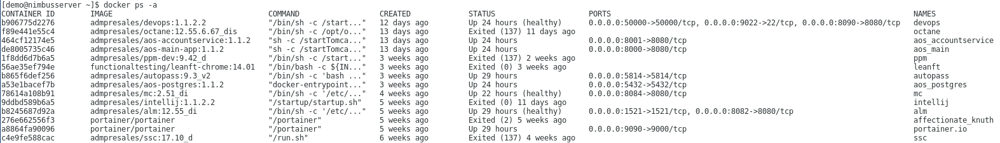 [demo@nimbusserver ~]$ docker ps -a
CONTAINER ID        IMAGE                                COMMAND                  CREATED             STATUS                     PORTS                                                                    NAMES
b906775d2276        admpresales/devops:1.1.2.2           "/bin/sh -c /start..."   12 days ago         Up 24 hours (healthy)      0.0.0.0:50000->50000/tcp, 0.0.0.0:9022->22/tcp, 0.0.0.0:8090->8080/tcp   devops
f89e441e55c4        admpresales/octane:12.55.6.67_dis    "/bin/sh -c /opt/o..."   13 days ago         Exited (137) 11 days ago                                                                            octane
464cf12174e5        admpresales/aos-accountservice:1.1.2   "sh -c /startTomca..."   13 days ago         Up 24 hours                0.0.0.0:8001->8080/tcp                                                   aos_accountservice
de8005735c46        admpresales/aos-main-app:1.1.2       "sh -c /startTomca..."   13 days ago         Up 24 hours                0.0.0.0:8000->8080/tcp                                                   aos_main
1f8dd6d7b6a5        admpresales/ppm-dev:9.42_d           "/bin/sh -c /start..."   3 weeks ago         Exited (137) 2 weeks ago                                                                            ppm
56ae35ef794e        functionaltesting/leanft-chrome:14.01   "/bin/bash -c ${IN..."   3 weeks ago         Exited (0) 3 weeks ago                                                                              leanft
b865f6def256        admpresales/autopass:9.3_v2          "/bin/sh -c 'bash ..."   3 weeks ago         Up 29 hours                0.0.0.0:5814->5814/tcp                                                   autopass
a53e1bacef7b        admpresales/aos-postgres:1.1.2       "docker-entrypoint..."   3 weeks ago         Up 24 hours                0.0.0.0:5432->5432/tcp                                                   aos_postgres
78614a108b91        admpresales/mc:2.51_di               "/bin/sh -c '/etc/..."   4 weeks ago         Up 22 hours (healthy)      0.0.0.0:8084->8080/tcp                                                   mc
9ddbd589b6a5        admpresales/intellij:1.1.2.2         "/startup/startup.sh"    5 weeks ago         Exited (0) 11 days ago                                                                              intellij
b8245687d92a        admpresales/alm:12.55_di             "/bin/sh -c '/etc/..."   5 weeks ago         Up 29 hours (healthy)      0.0.0.0:1521->1521/tcp, 0.0.0.0:8082->8080/tcp                           alm
276e662556f3        portainer/portainer                  "/portainer"             5 weeks ago         Exited (2) 5 weeks ago                                                                              affectionate_knuth
a8864fa90096        portainer/portainer                  "/portainer"             5 weeks ago         Up 29 hours                0.0.0.0:9090->9000/tcp                                                   portainer.io
c4e9fe588cac        admpresales/ssc:17.10_d              "/run.sh"                6 weeks ago         Exited (137) 4 weeks ago                                                                            ssc